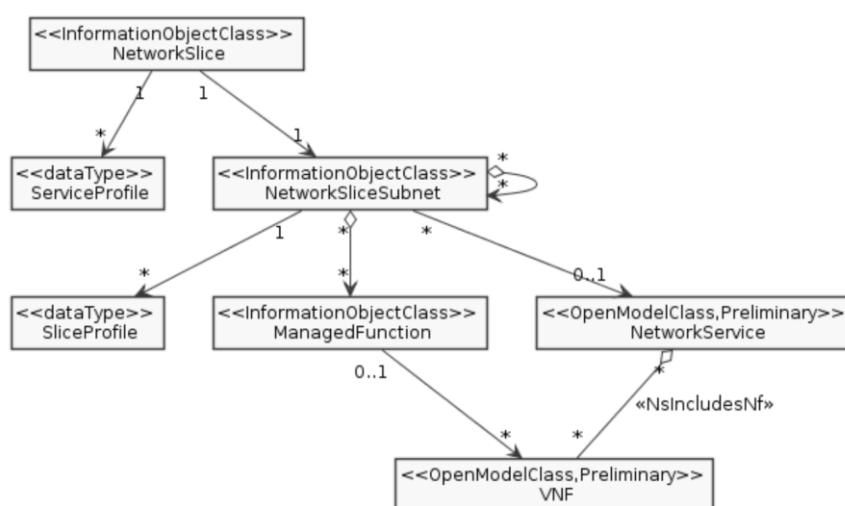 <<InformationObjectClass>>
NetworkSlice
1
1
*
1
<<dataType>>
ServiceProfile
<<InformationObjectClass>>
NetworkSliceSubnet
*
*
1
*
*
*
*
0..1
<<dataType>>
SliceProfile
<<InformationObjectClass>>
ManagedFunction
<<OpenModelClass,Preliminary>>
NetworkService
0..1
*
«NsIncludesNf»
*
*
<<OpenModelClass,Preliminary>>
VNF